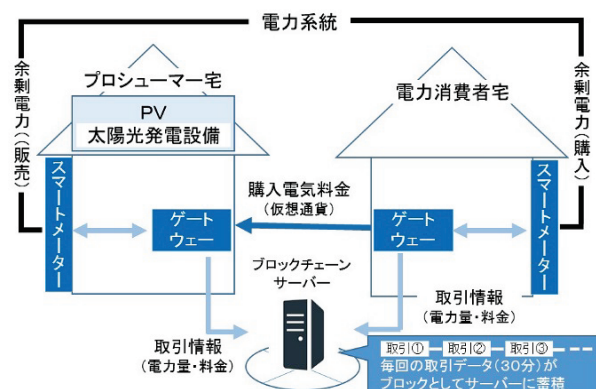 電力系統
余剰電力(販売)
プロシューマー宅
PV
太陽光発電設備
電力消費者宅
余剰電力(購入)
スマートメーター
ゲート
ウェー
購入電気料金
(仮想通貨)
ゲート
ウェー
スマートメーター
ブロックチェーン
サーバー
取引情報
(電力量・料金)
取引情報
(電力量・料金)
取引① 取引② 取引③
毎回の取引データ(30分)が
ブロックとしてサーバーに蓄積